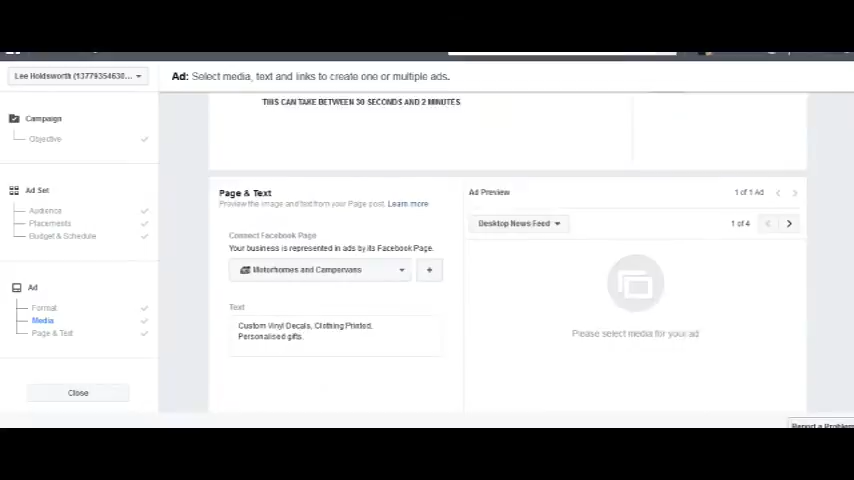 Lee Holdsworth (13779354630...
Ad: Select media, text and links to create one or multiple ads.
Campaign
Objective
Ad Set
Audience
Placements
Budget & Schedule
Ad
Format
Media
Page & Text
Close
THIS CAN TAKE BETWEEN 30 SECONDS AND 2 MINUTES
Page & Text
Preview the image and text from your Page post. Learn more
Connect Facebook Page
Your business is represented in ads by its Facebook Page.
Motorhomes and Campervans
+
Text
Custom Vinyl Decals, Clothing Printed,
Personalised gifts.
Ad Preview
1 of 1 Ad
Desktop News Feed
1 of 4
Please select media for your ad
Report a Problem